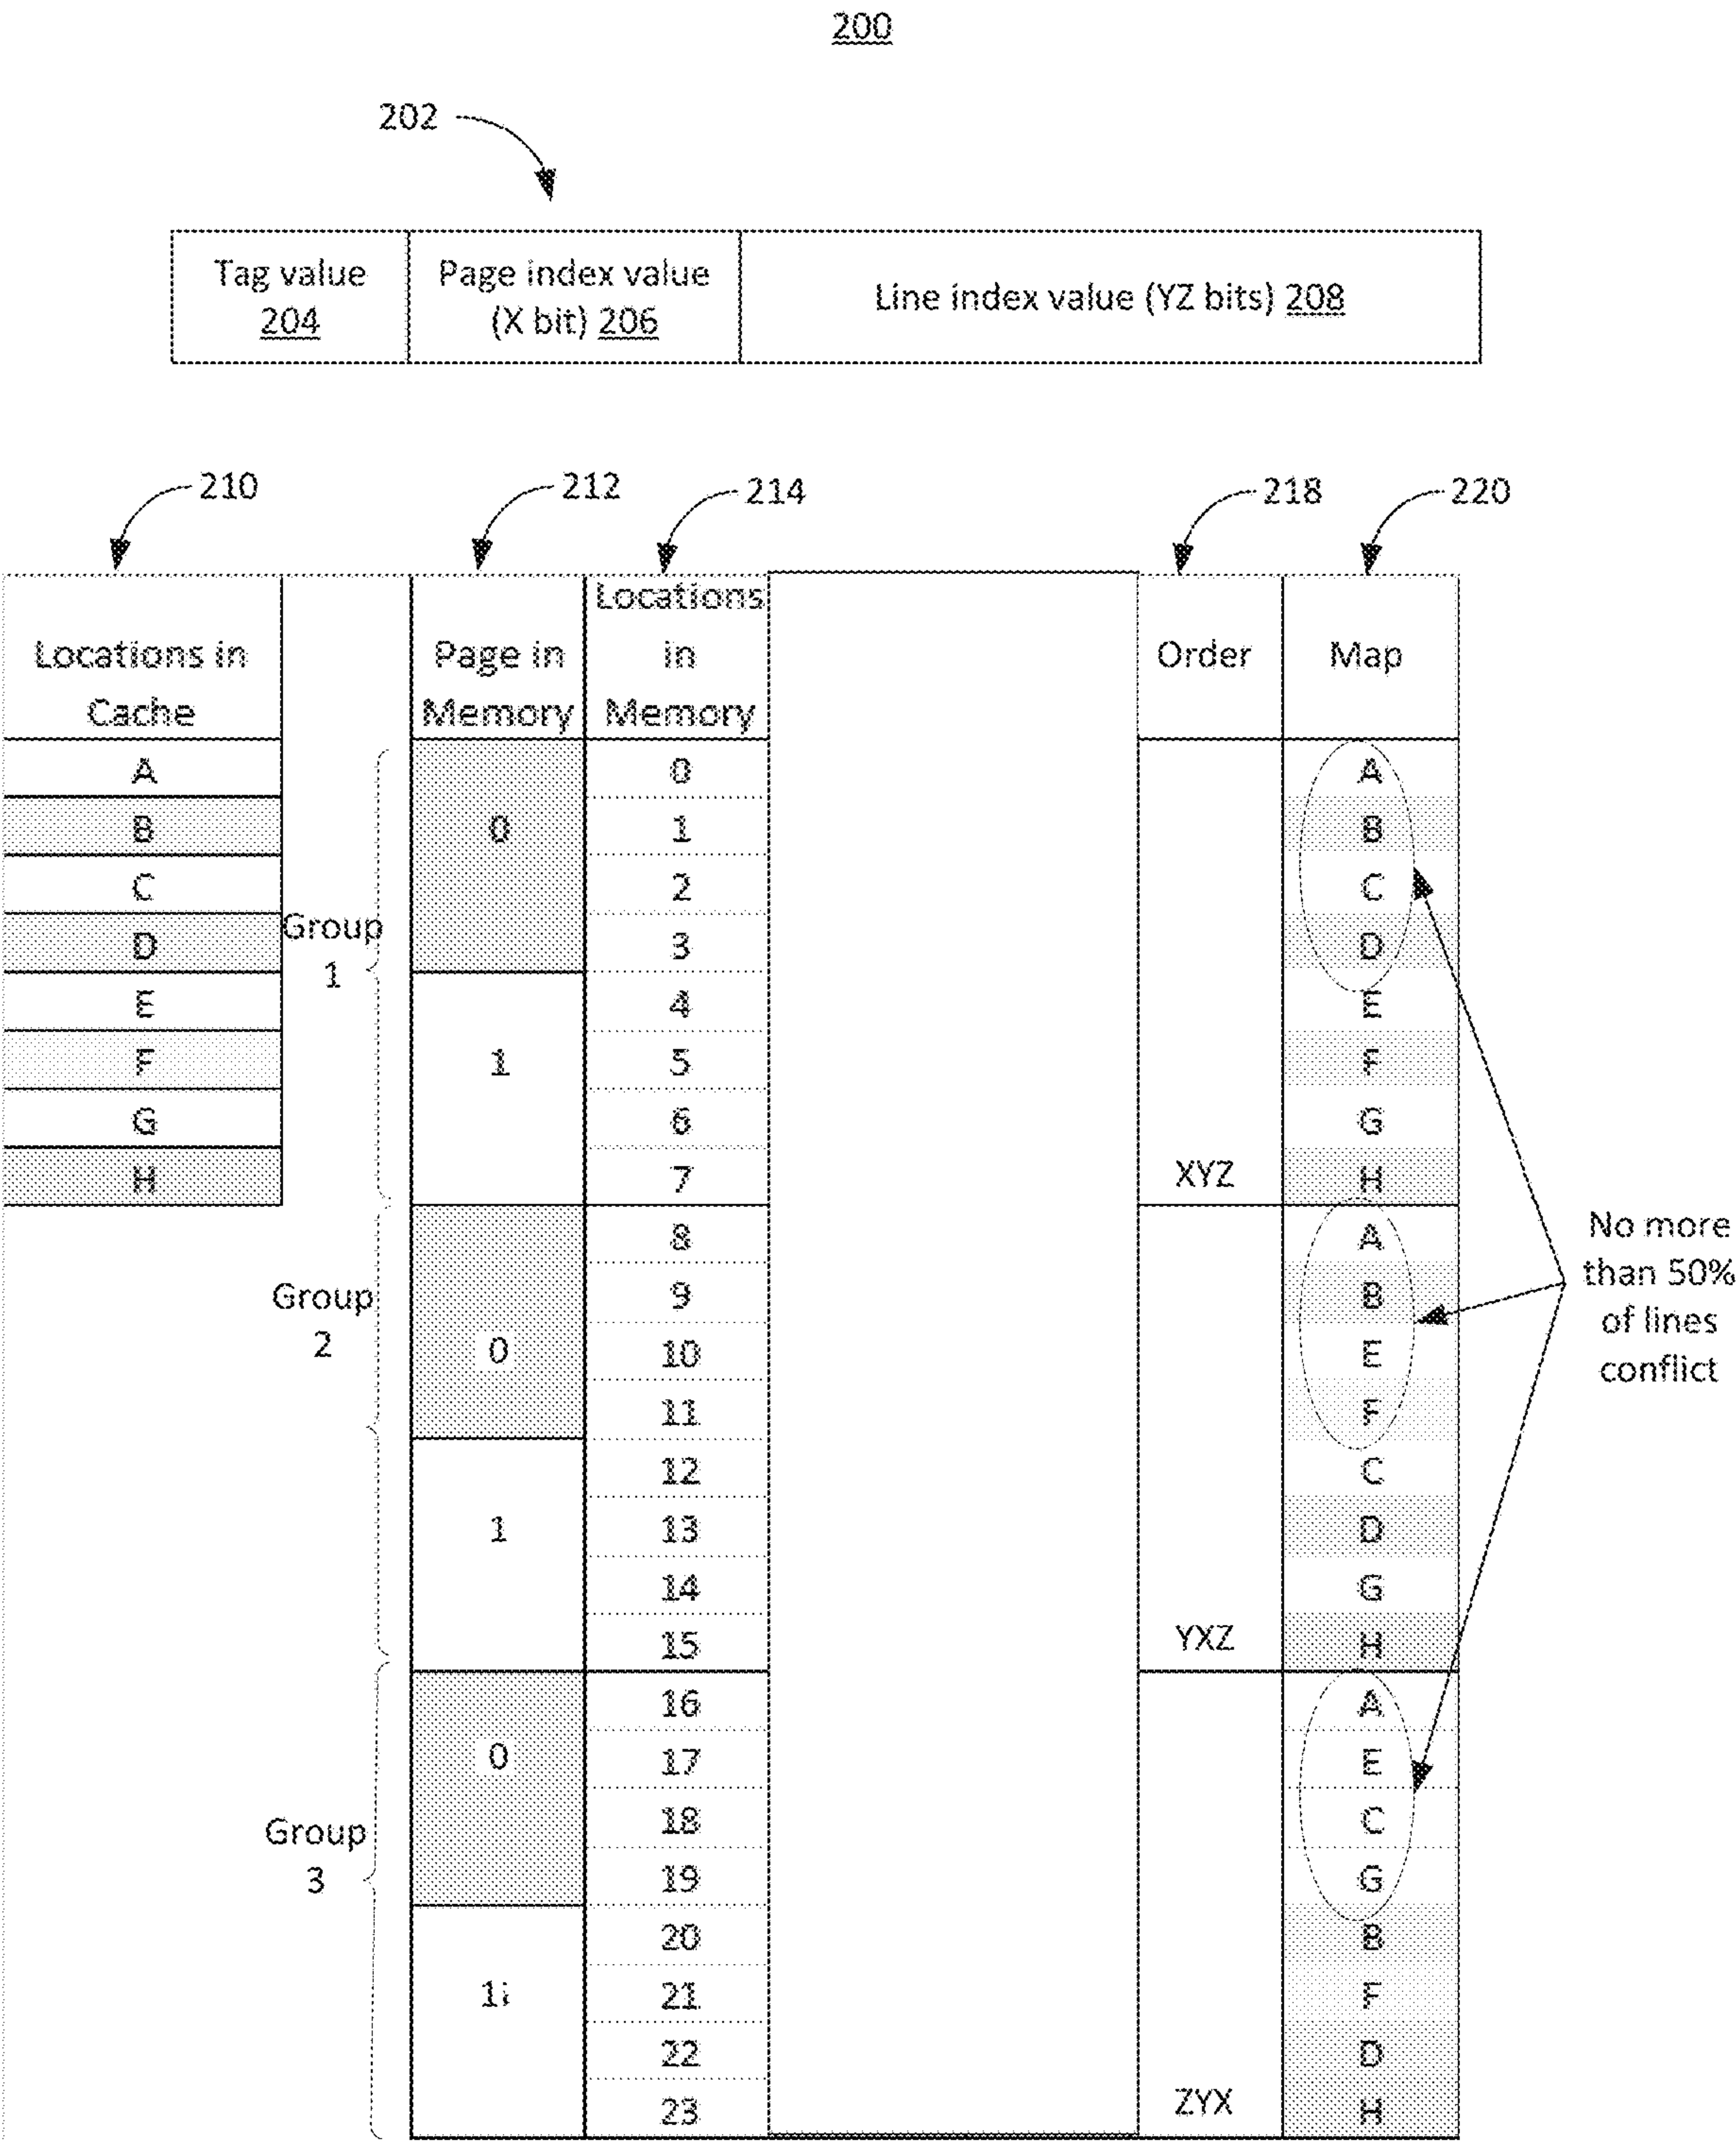 200
202
Tag value
204
Page index value
(X bit) 206
Line index value (YZ bits) 208
210
212
214
218
220
Locations in
Cache
Page in
Memory
Locations
in
Memory
Order
Map
A
B
C
D
E
F
G
H
Group
1
Group
2
Group
3
0
1
0
1
0
1i
0
1
2
3
4
5
6
7
8
9
10
11
12
13
14
15
16
17
18
19
20
21
22
23
XYZ
YXZ
ZYX
A
B
C
D
E
F
G
H
A
B
E
F
C
D
G
H
A
E
C
G
B
F
D
H
No more
than 50%
of lines
conflict